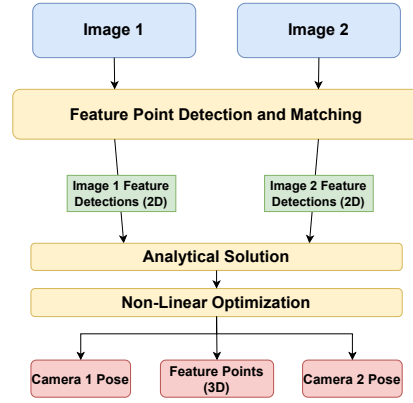 Image 1
Image 2
Feature Point Detection and Matching
Image 1 Feature
Detections (2D)
Image 2 Feature
Detections (2D)
Analytical Solution
Non-Linear Optimization
Camera 1 Pose
Feature Points
(3D)
Camera 2 Pose